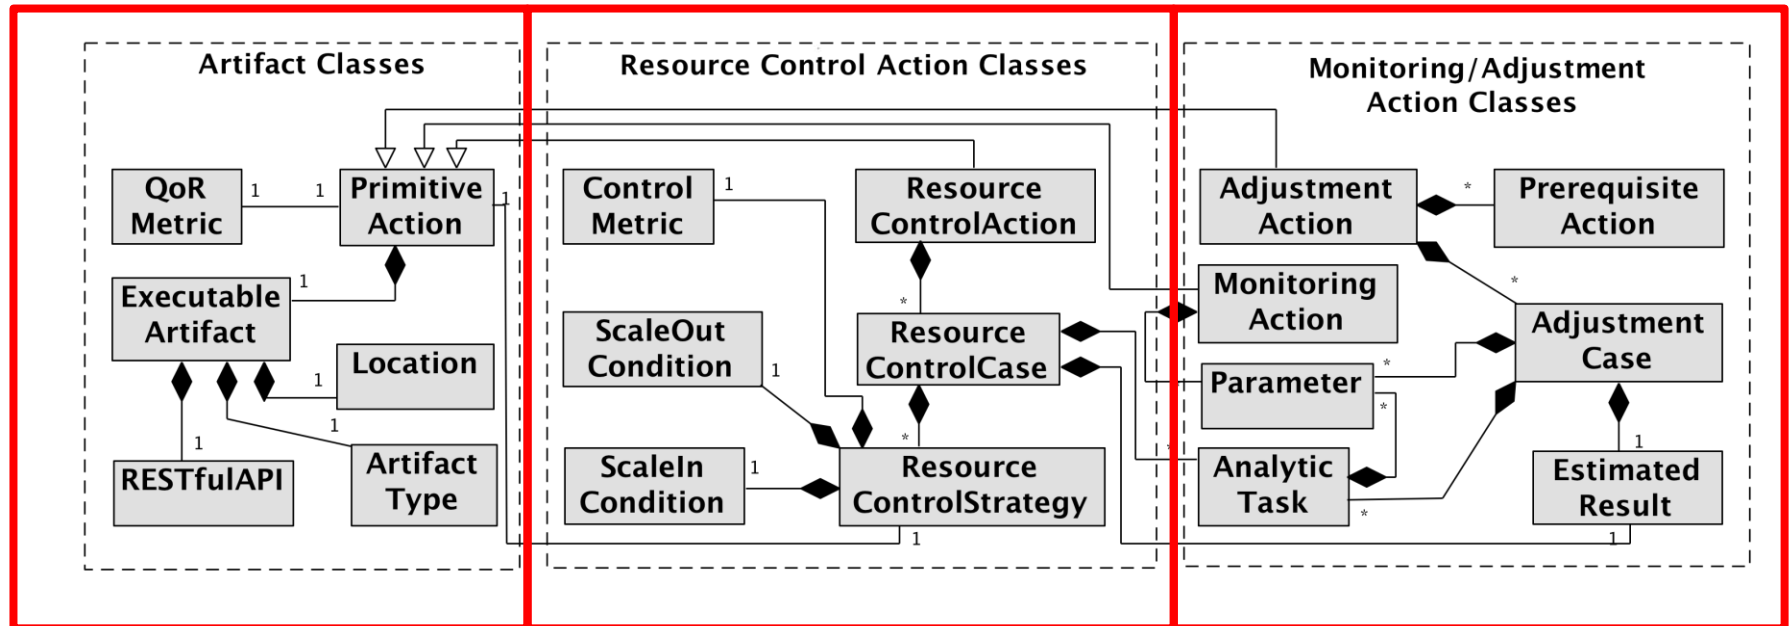 Artifact Classes
QoR
Metric
1
1
Primitive
Action
1
Executable
Artifact
1
Location
1
1
1
RESTfulAPI
Artifact
Type
Resource Control Action Classes
Control
Metric
1
Resource
ControlAction
*
ScaleOut
Condition
1
Resource
ControlCase
*
ScaleIn
Condition
1
Resource
ControlStrategy
1
Monitoring/Adjustment
Action Classes
Adjustment
Action
*
Prerequisite
Action
Monitoring
Action
*
Adjustment
Case
Parameter
*
*
*
Analytic
Task
*
1
Estimated
Result
1